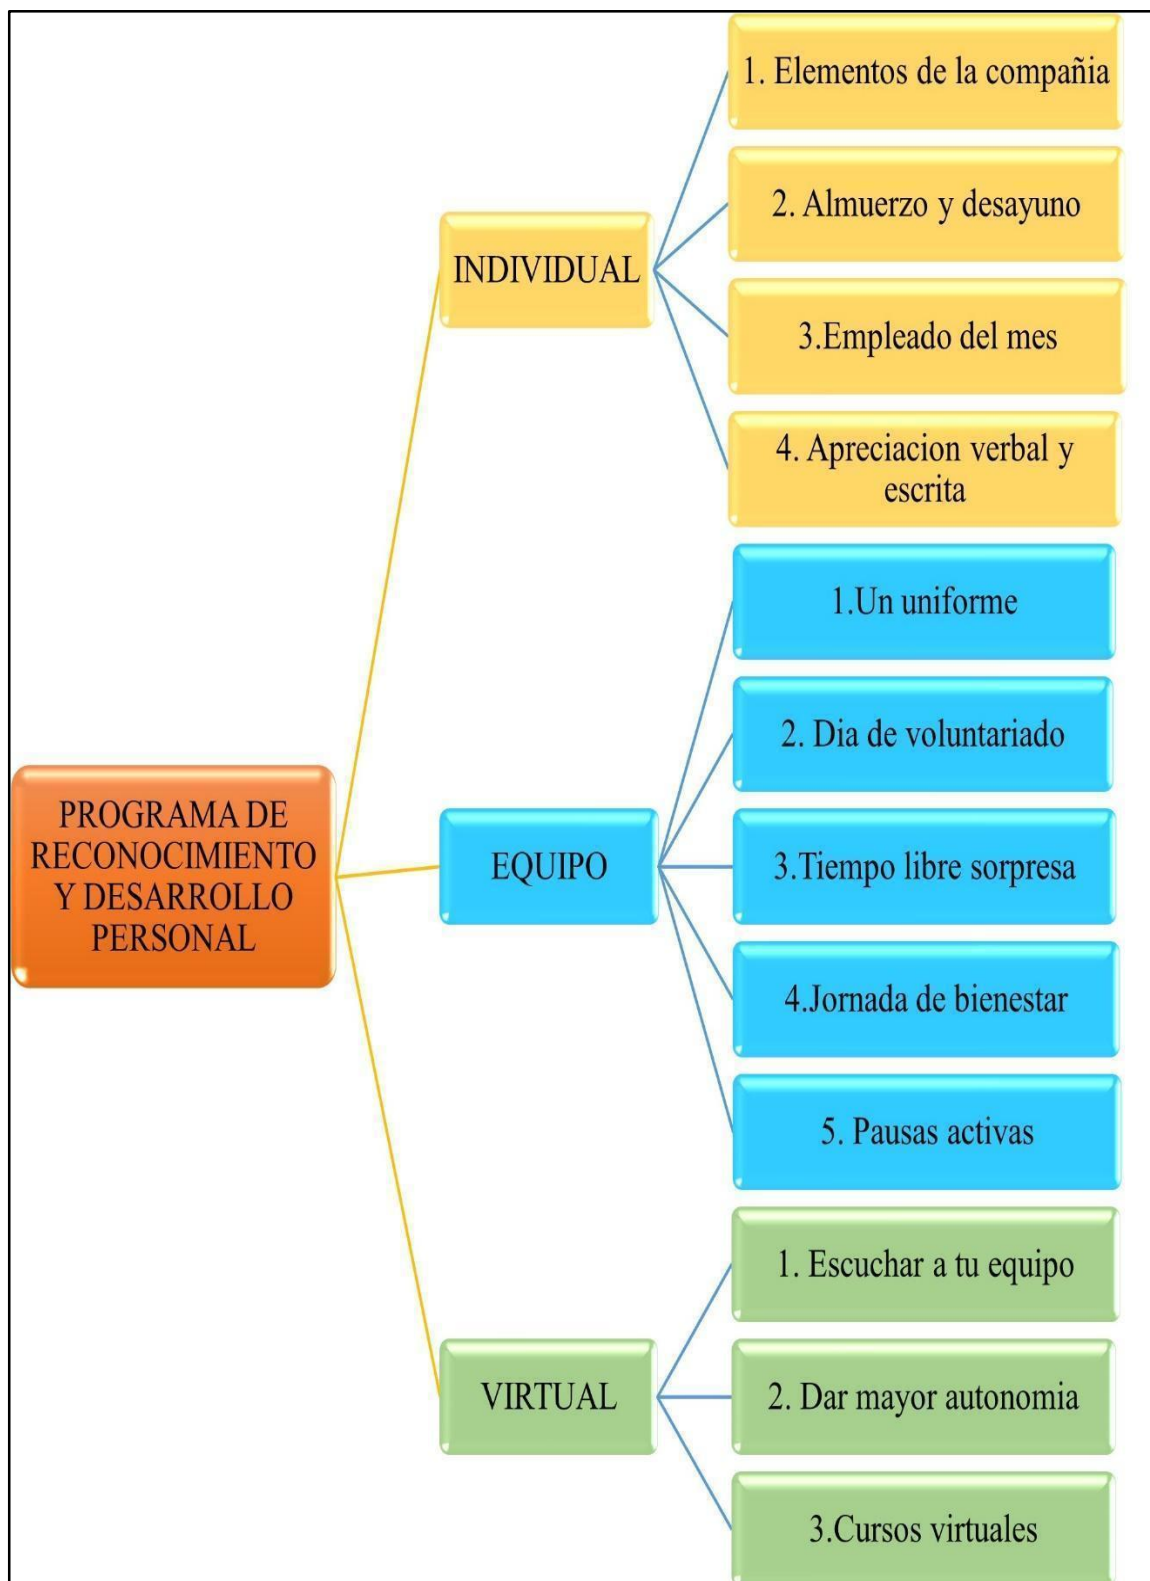 PROGRAMA DE
RECONOCIMIENTO
Y DESARROLLO
PERSONAL
INDIVIDUAL
1. Elementos de la compañia
2. Almuerzo y desayuno
3.Empleado del mes
4. Apreciacion verbal y
escrita
EQUIPO
1.Un uniforme
2. Dia de voluntariado
3.Tiempo libre sorpresa
4.Jornada de bienestar
5. Pausas activas
VIRTUAL
1. Escuchar a tu equipo
2. Dar mayor autonomia
3.Cursos virtuales